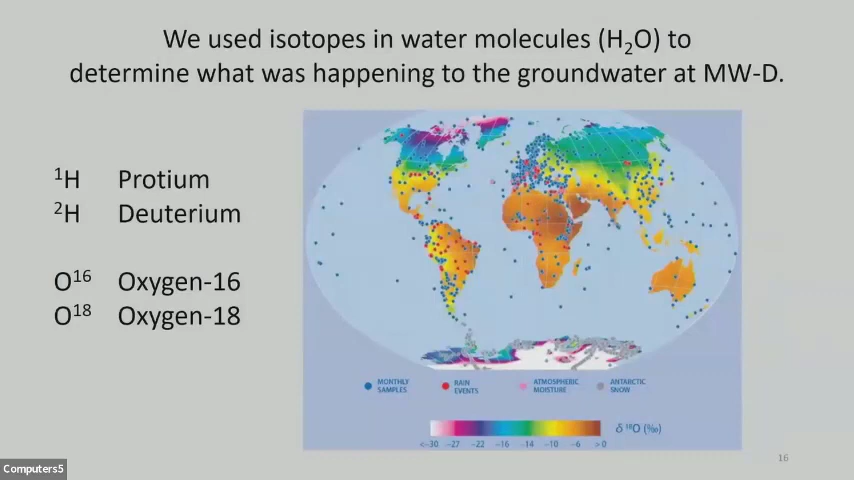 We used isotopes in water molecules (H₂O) to
determine what was happening to the groundwater at MW-D.
¹H Protium
²H Deuterium
O¹⁶ Oxygen-16
O¹⁸ Oxygen-18
MONTHLY SAMPLES
RAIN EVENTS
ATMOSPHERIC MOISTURE
ANTARCTIC SNOW
δ ¹⁸O (‰)
<-30 -27 -22 -16 -14 -10 -6 > 0
16
Computers5